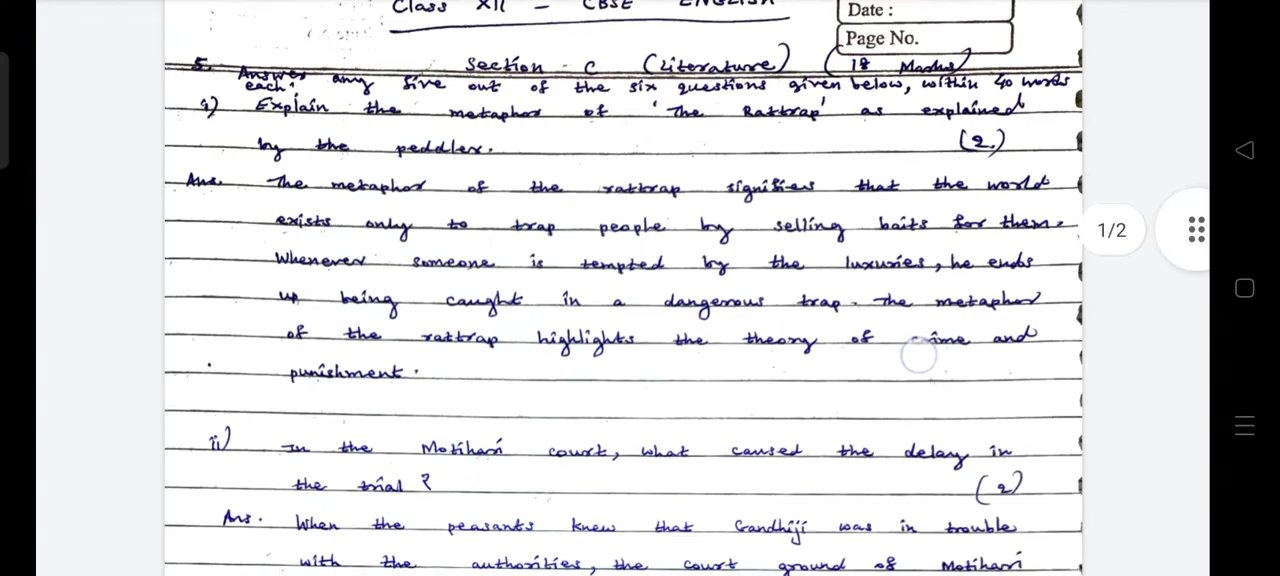 Class XII - CBSE ENGLISH
Date :
Page No.
5. Section - C (Literature) (18 Marks)
Answer any five out of the six questions given below, within 40 words
each.
i) Explain the metaphor of 'The Rattrap' as explained
by the peddler. (2)
Ans. The metaphor of the rattrap signifies that the world
exists only to trap people by selling baits for them.
Whenever someone is tempted by the luxuries, he ends
up being caught in a dangerous trap. The metaphor
of the rattrap highlights the theory of crime and
punishment.
ii) In the Motihari court, what caused the delay in
the trial ? (2)
Ans. When the peasants knew that Gandhiji was in trouble
with the authorities, the court ground of Motihari
1/2